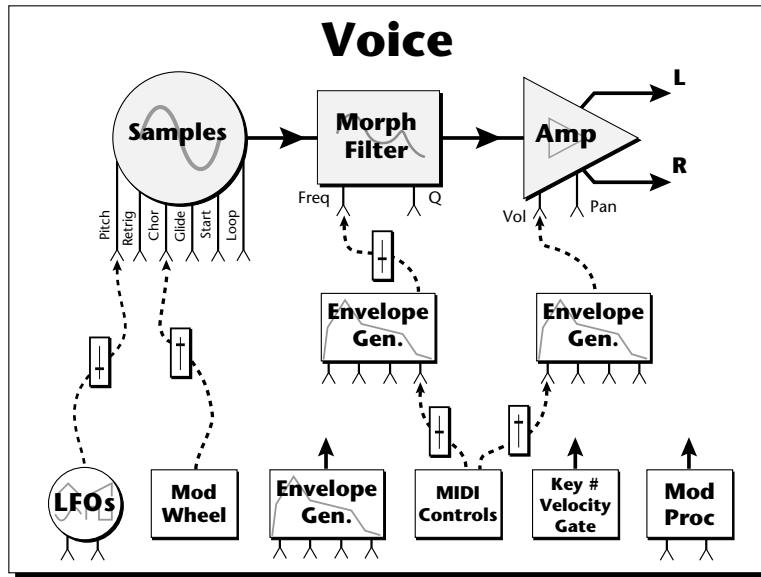 Voice
Samples
Morph
Filter
Amp
L
R
Pitch
Retrig
Chor
Glide
Start
Loop
Freq
Q
Vol
Pan
Envelope
Gen.
Envelope
Gen.
LFOs
Mod
Wheel
Envelope
Gen.
MIDI
Controls
Key #
Velocity
Gate
Mod
Proc